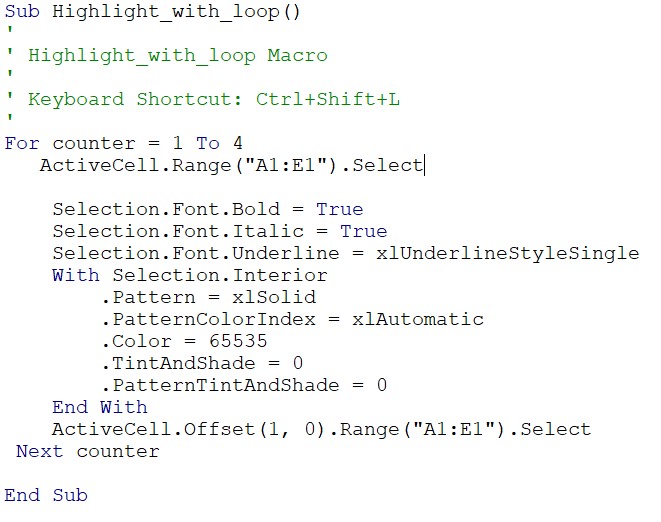 Sub Highlight_with_loop()
'
' Highlight_with_loop Macro
'
' Keyboard Shortcut: Ctrl+Shift+L
'
For counter = 1 To 4
   ActiveCell.Range("A1:E1").Select

    Selection.Font.Bold = True
    Selection.Font.Italic = True
    Selection.Font.Underline = xlUnderlineStyleSingle
    With Selection.Interior
        .Pattern = xlSolid
        .PatternColorIndex = xlAutomatic
        .Color = 65535
        .TintAndShade = 0
        .PatternTintAndShade = 0
    End With
    ActiveCell.Offset(1, 0).Range("A1:E1").Select
 Next counter

End Sub